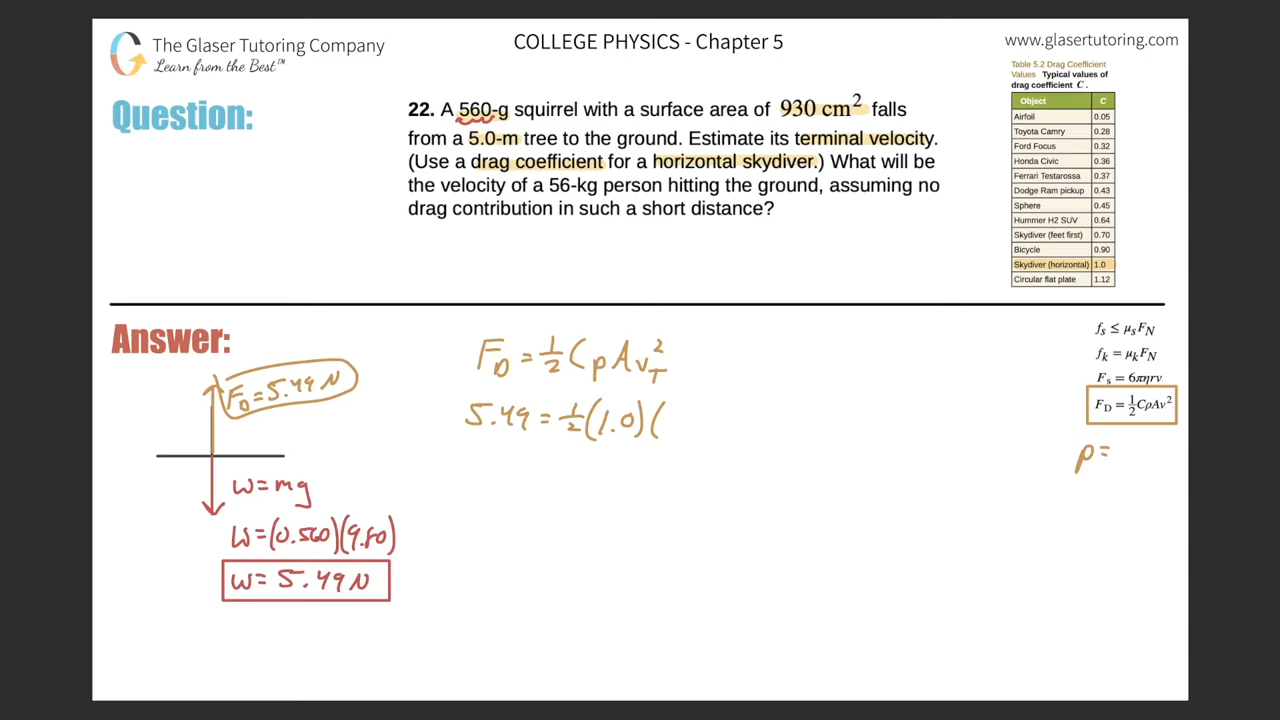 The Glaser Tutoring Company
Learn from the Best™
COLLEGE PHYSICS - Chapter 5
www.glasertutoring.com
Question:
22. A 560-g squirrel with a surface area of 930 cm² falls
from a 5.0-m tree to the ground. Estimate its terminal velocity.
(Use a drag coefficient for a horizontal skydiver.) What will be
the velocity of a 56-kg person hitting the ground, assuming no
drag contribution in such a short distance?
Table 5.2 Drag Coefficient
Values Typical values of
drag coefficient C .
Object C
Airfoil 0.05
Toyota Camry 0.28
Ford Focus 0.32
Honda Civic 0.36
Ferrari Testarossa 0.37
Dodge Ram pickup 0.43
Sphere 0.45
Hummer H2 SUV 0.64
Skydiver (feet first) 0.70
Bicycle 0.90
Skydiver (horizontal) 1.0
Circular flat plate 1.12
Answer:
F_D = 5.49 N
W = mg
W = (0.560)(9.80)
W = 5.49 N
F_D = ½ C ρ A v_T²
5.49 = ½ (1.0) (
f_s ≤ μ_s F_N
f_k = μ_k F_N
F_s = 6πηrv
F_D = ½CρAv²
ρ =